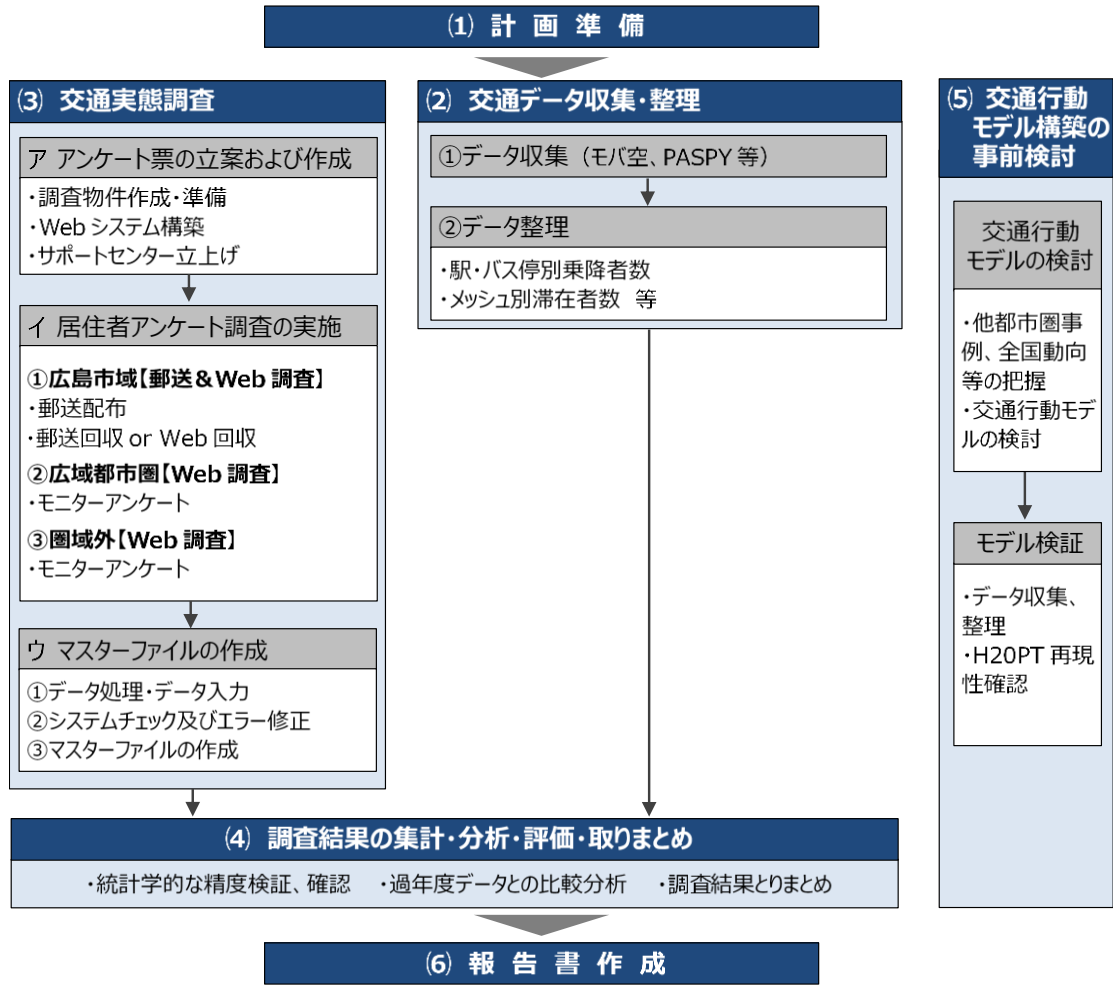 (1) 計 画 準 備
(3) 交通実態調査
ア アンケート票の立案および作成
・調査物件作成・準備
・Web システム構築
・サポートセンター立上げ
イ 居住者アンケート調査の実施
①広島市域【郵送＆Web 調査】
・郵送配布
・郵送回収 or Web 回収
②広域都市圏【Web 調査】
・モニターアンケート
③圏域外【Web 調査】
・モニターアンケート
ウ マスターファイルの作成
①データ処理・データ入力
②システムチェック及びエラー修正
③マスターファイルの作成
(2) 交通データ収集・整理
①データ収集（モバ空、PASPY 等）
②データ整理
・駅・バス停別乗降者数
・メッシュ別滞在者数 等
(5) 交通行動
モデル構築の
事前検討
交通行動
モデルの検討
・他都市圏事
例、全国動向
等の把握
・交通行動モデ
ルの検討
モデル検証
・データ収集、
整理
・H20PT 再現
性確認
(4) 調査結果の集計・分析・評価・取りまとめ
・統計学的な精度検証、確認 ・過年度データとの比較分析 ・調査結果とりまとめ
(6) 報 告 書 作 成